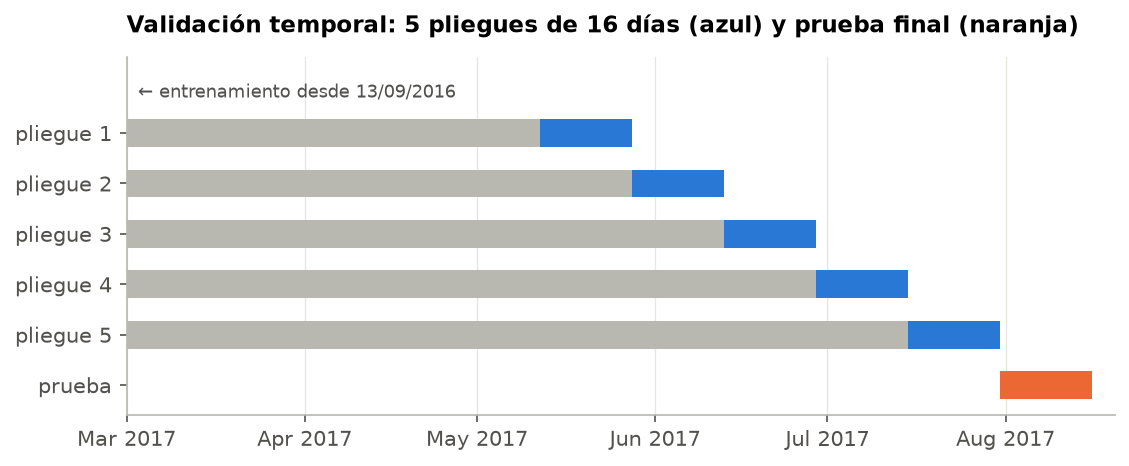 Validación temporal: 5 pliegues de 16 días (azul) y prueba final (naranja)
← entrenamiento desde 13/09/2016
pliegue 1
pliegue 2
pliegue 3
pliegue 4
pliegue 5
prueba
Mar 2017 Apr 2017 May 2017 Jun 2017 Jul 2017 Aug 2017